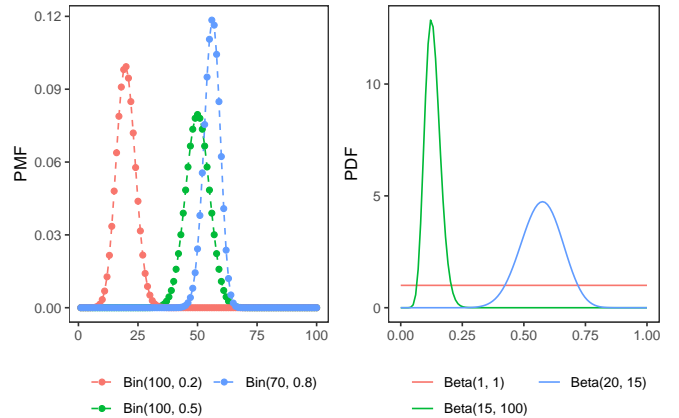 PMF
0.12
0.09
0.06
0.03
0.00
0 25 50 75 100
Bin(100, 0.2) Bin(70, 0.8)
Bin(100, 0.5)
PDF
10
5
0
0.00 0.25 0.50 0.75 1.00
Beta(1, 1) Beta(20, 15)
Beta(15, 100)